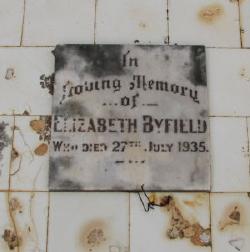 In
Loving Memory
of
ELIZABETH BYFIELD
WHO DIED 27TH JULY 1935.